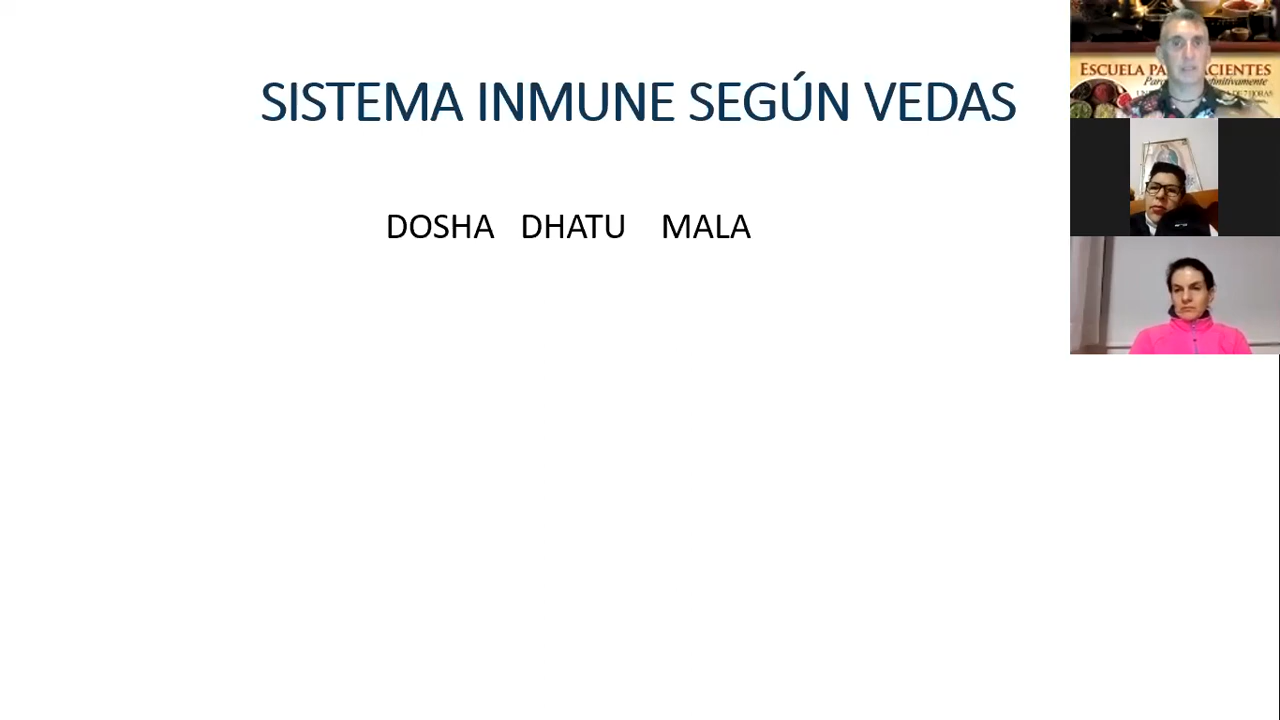 SISTEMA INMUNE SEGÚN VEDAS
DOSHA DHATU MALA
ESCUELA PA
CIENTES